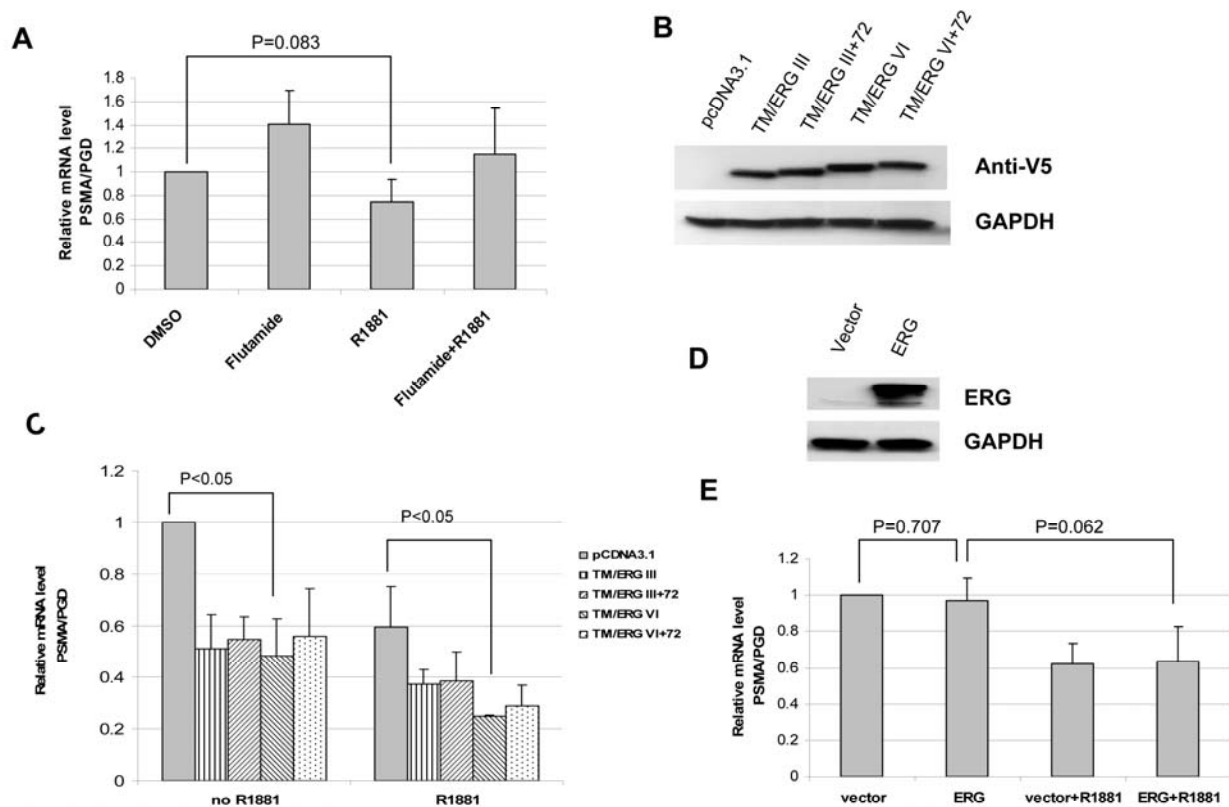 A
P=0.083
Relative mRNA level
PSMA/PGD
1.8
1.6
1.4
1.2
1
0.8
0.6
0.4
0.2
0
DMSO
Flutamide
R1881
Flutamide+R1881
B
pcDNA3.1
TM/ERG III
TM/ERG III+72
TM/ERG VI
TM/ERG VI+72
Anti-V5
GAPDH
C
P<0.05
P<0.05
Relative mRNA level
PSMA/PGD
1.2
1
0.8
0.6
0.4
0.2
0
no R1881
R1881
pCDNA3.1
TM/ERG III
TM/ERG III+72
TM/ERG VI
TM/ERG VI+72
D
Vector
ERG
ERG
GAPDH
E
P=0.707
P=0.062
Relative mRNA level
PSMA/PGD
1.2
1
0.8
0.6
0.4
0.2
0
vector
ERG
vector+R1881
ERG+R1881